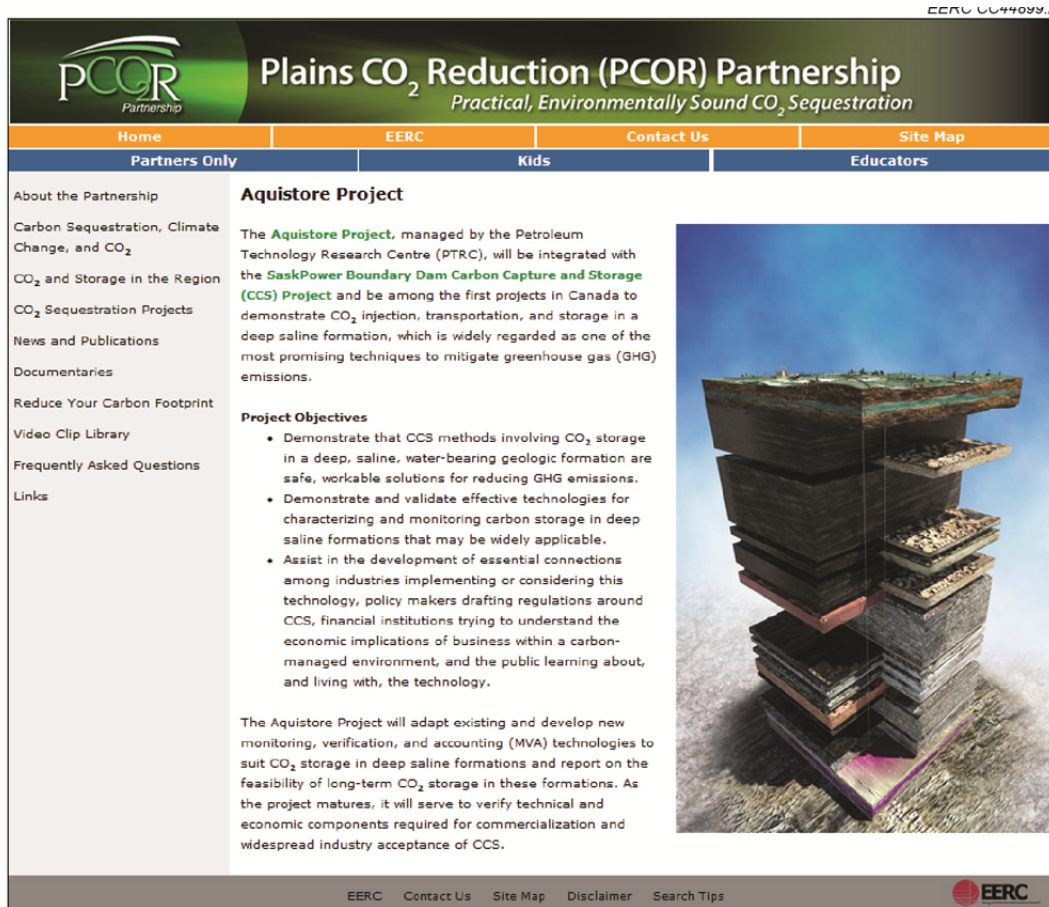 EERC CC44899.
PCO2R
Partnership
Plains CO2 Reduction (PCOR) Partnership
Practical, Environmentally Sound CO2 Sequestration
Home EERC Contact Us Site Map
Partners Only Kids Educators
About the Partnership
Carbon Sequestration, Climate
Change, and CO2
CO2 and Storage in the Region
CO2 Sequestration Projects
News and Publications
Documentaries
Reduce Your Carbon Footprint
Video Clip Library
Frequently Asked Questions
Links
Aquistore Project
The Aquistore Project, managed by the Petroleum
Technology Research Centre (PTRC), will be integrated with
the SaskPower Boundary Dam Carbon Capture and Storage
(CCS) Project and be among the first projects in Canada to
demonstrate CO2 injection, transportation, and storage in a
deep saline formation, which is widely regarded as one of the
most promising techniques to mitigate greenhouse gas (GHG)
emissions.
Project Objectives
• Demonstrate that CCS methods involving CO2 storage
in a deep, saline, water-bearing geologic formation are
safe, workable solutions for reducing GHG emissions.
• Demonstrate and validate effective technologies for
characterizing and monitoring carbon storage in deep
saline formations that may be widely applicable.
• Assist in the development of essential connections
among industries implementing or considering this
technology, policy makers drafting regulations around
CCS, financial institutions trying to understand the
economic implications of business within a carbon-
managed environment, and the public learning about,
and living with, the technology.
The Aquistore Project will adapt existing and develop new
monitoring, verification, and accounting (MVA) technologies to
suit CO2 storage in deep saline formations and report on the
feasibility of long-term CO2 storage in these formations. As
the project matures, it will serve to verify technical and
economic components required for commercialization and
widespread industry acceptance of CCS.
EERC Contact Us Site Map Disclaimer Search Tips
EERC